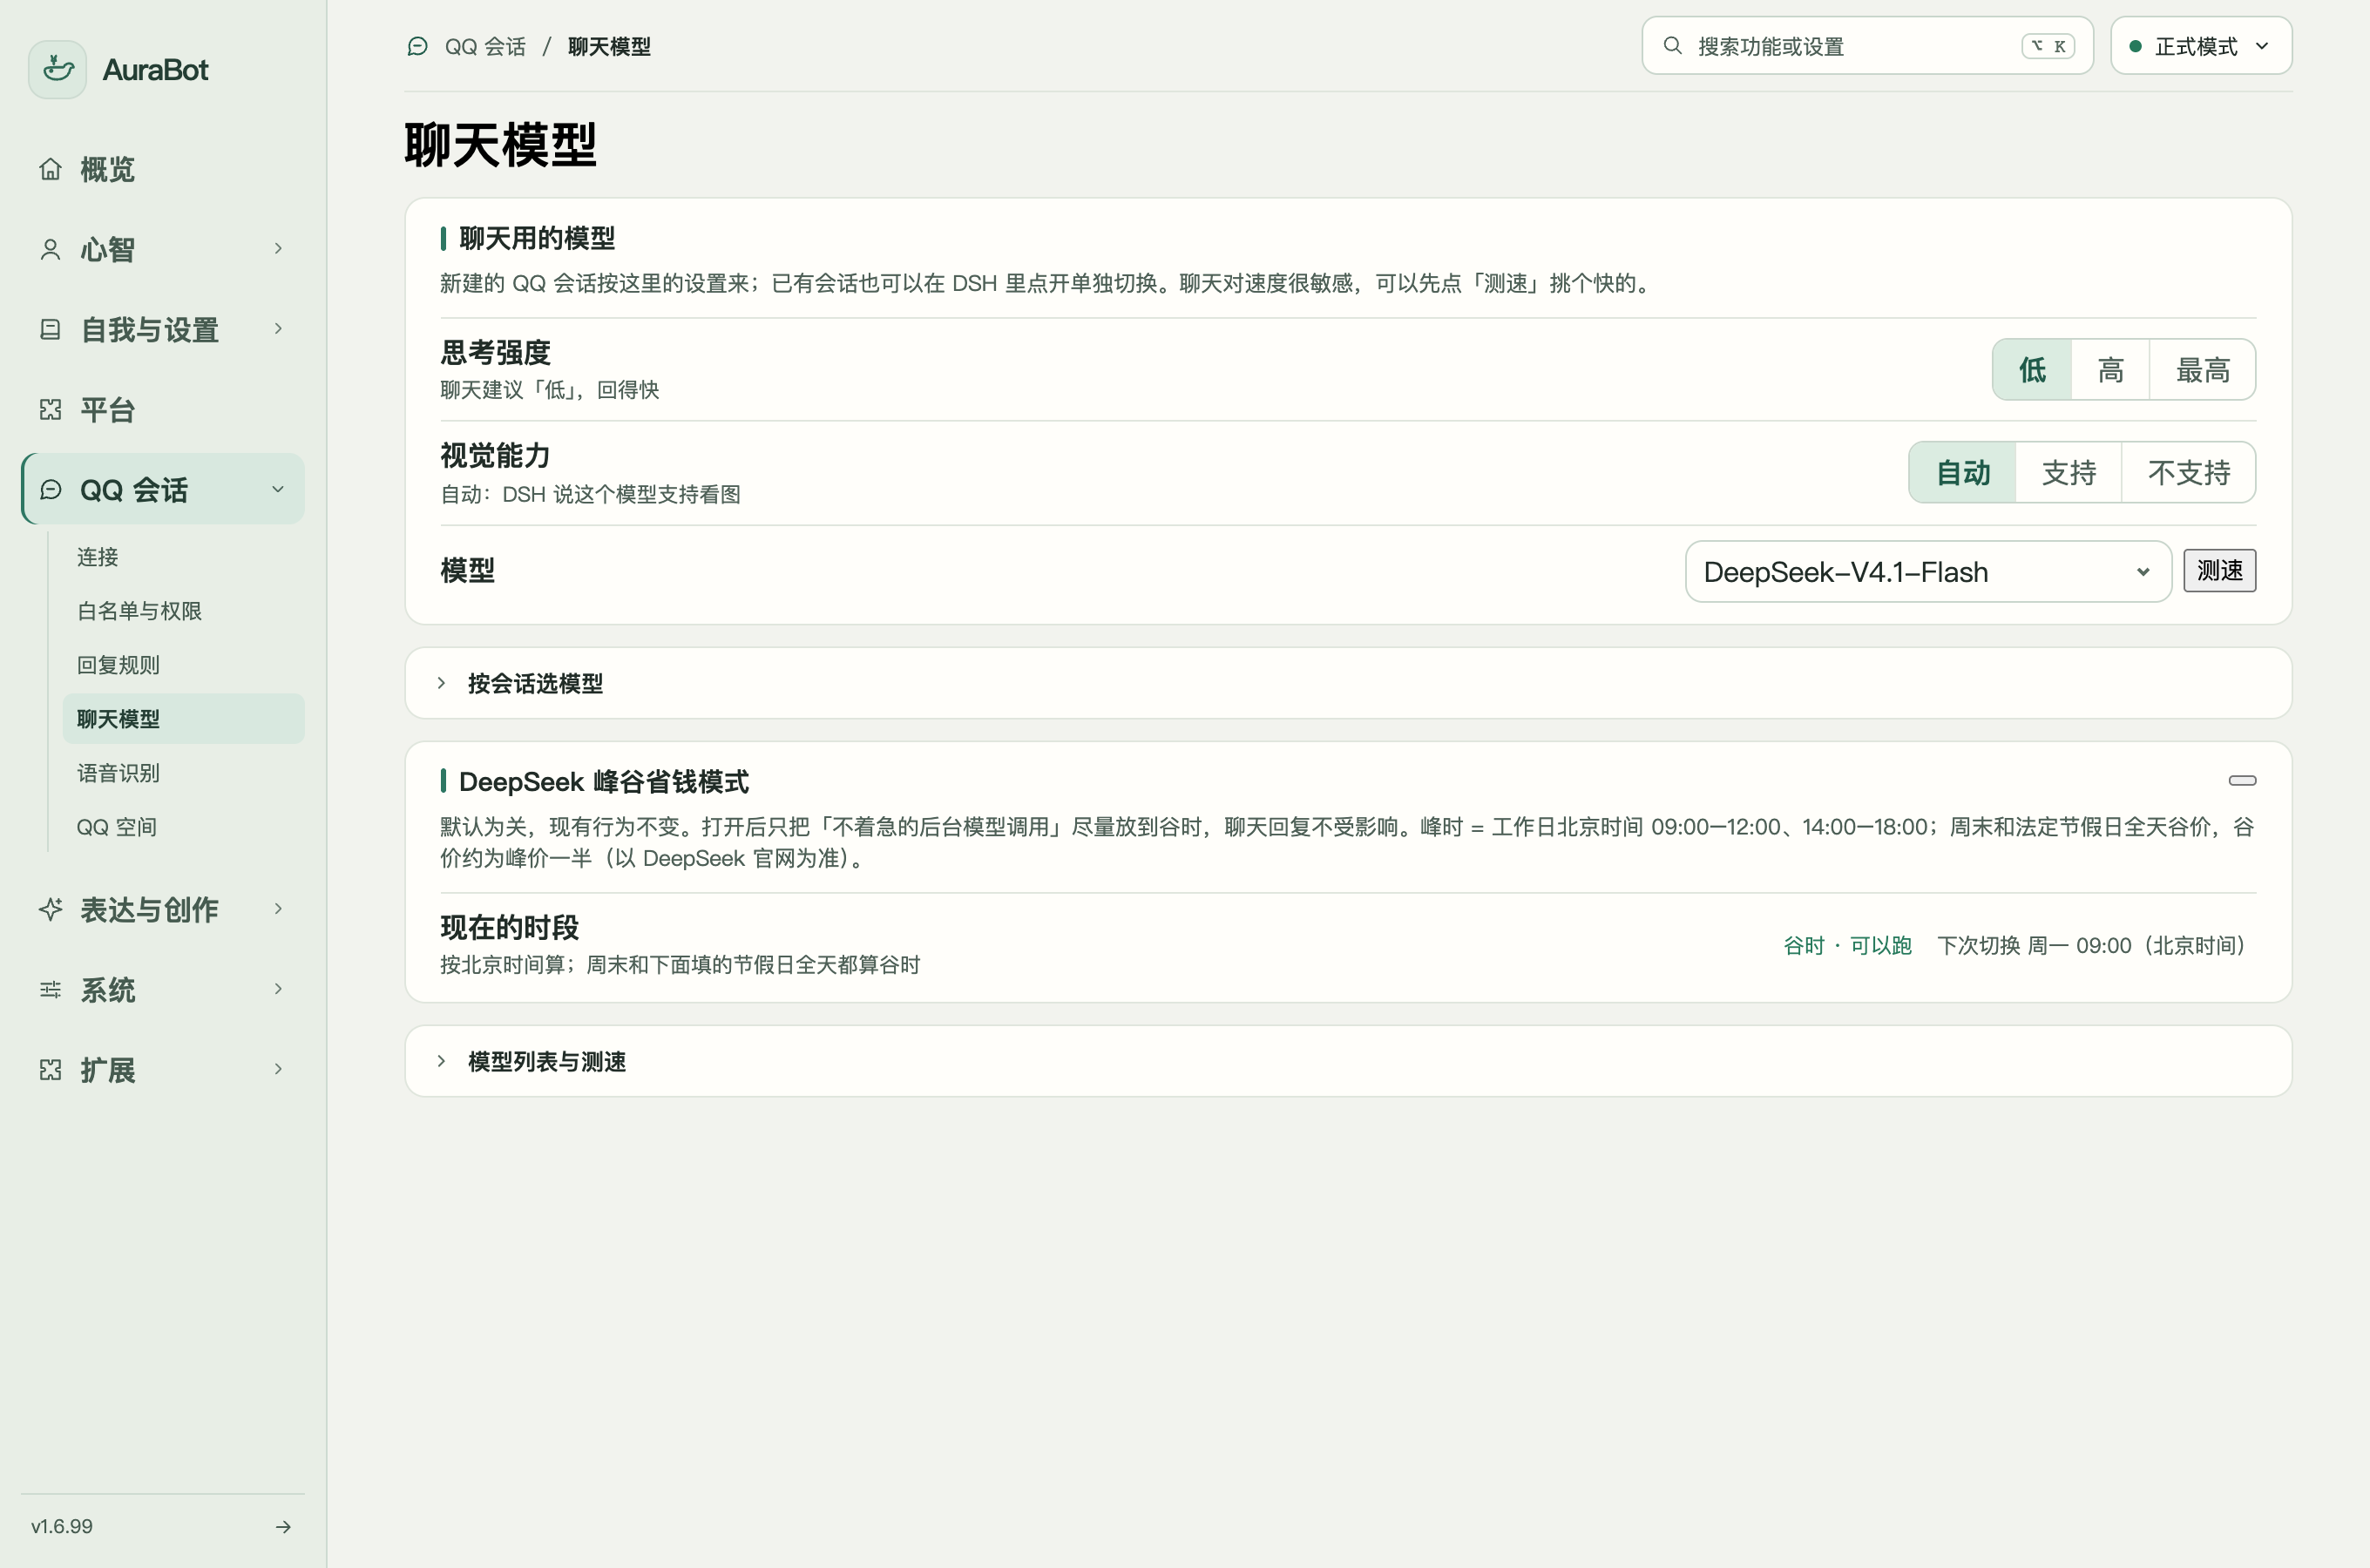 AuraBot
概览
心智
自我与设置
平台
QQ 会话
连接
白名单与权限
回复规则
聊天模型
语音识别
QQ 空间
表达与创作
系统
扩展
v1.6.99
QQ 会话 / 聊天模型
搜索功能或设置 ⌥ K
正式模式
聊天模型
聊天用的模型
新建的 QQ 会话按这里的设置来；已有会话也可以在 DSH 里点开单独切换。聊天对速度很敏感，可以先点「测速」挑个快的。
思考强度
聊天建议「低」，回得快
低 高 最高
视觉能力
自动：DSH 说这个模型支持看图
自动 支持 不支持
模型
DeepSeek-V4.1-Flash
测速
按会话选模型
DeepSeek 峰谷省钱模式
默认为关，现有行为不变。打开后只把「不着急的后台模型调用」尽量放到谷时，聊天回复不受影响。峰时 = 工作日北京时间 09:00–12:00、14:00–18:00；周末和法定节假日全天谷价，谷
价约为峰价一半（以 DeepSeek 官网为准）。
现在的时段
按北京时间算；周末和下面填的节假日全天都算谷时
谷时 · 可以跑 下次切换 周一 09:00（北京时间）
模型列表与测速